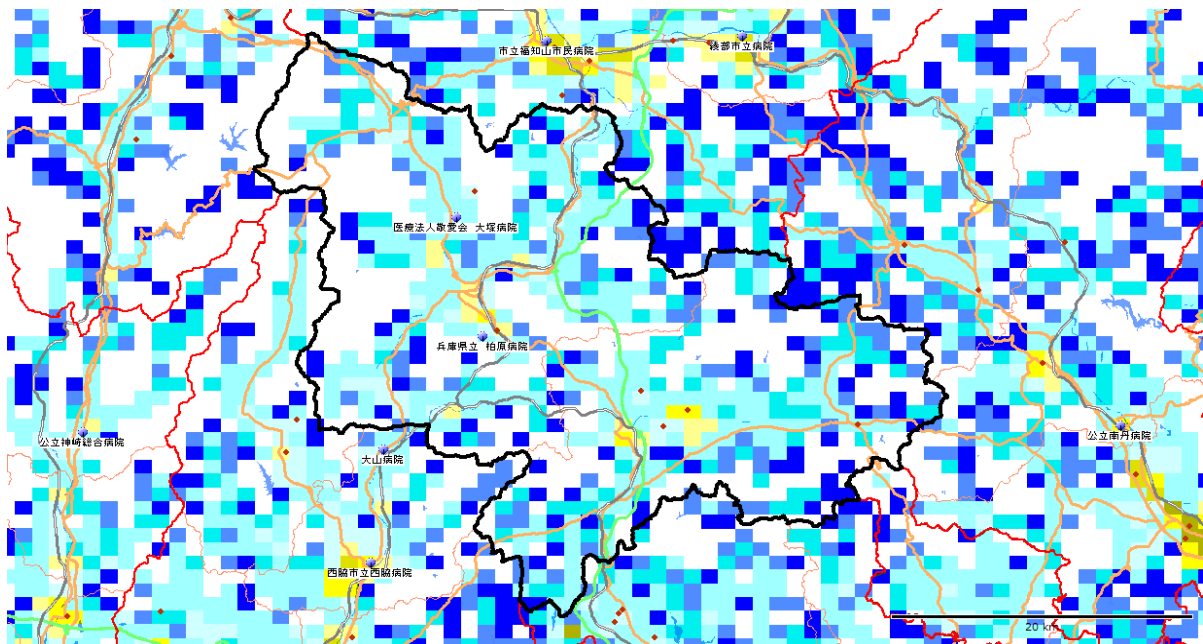 市立福知山市民病院
綾部市立病院
医療法人敬愛会 大塚病院
兵庫県立 柏原病院
公立神崎総合病院
大山病院
公立南丹病院
西脇市立西脇病院
20 km